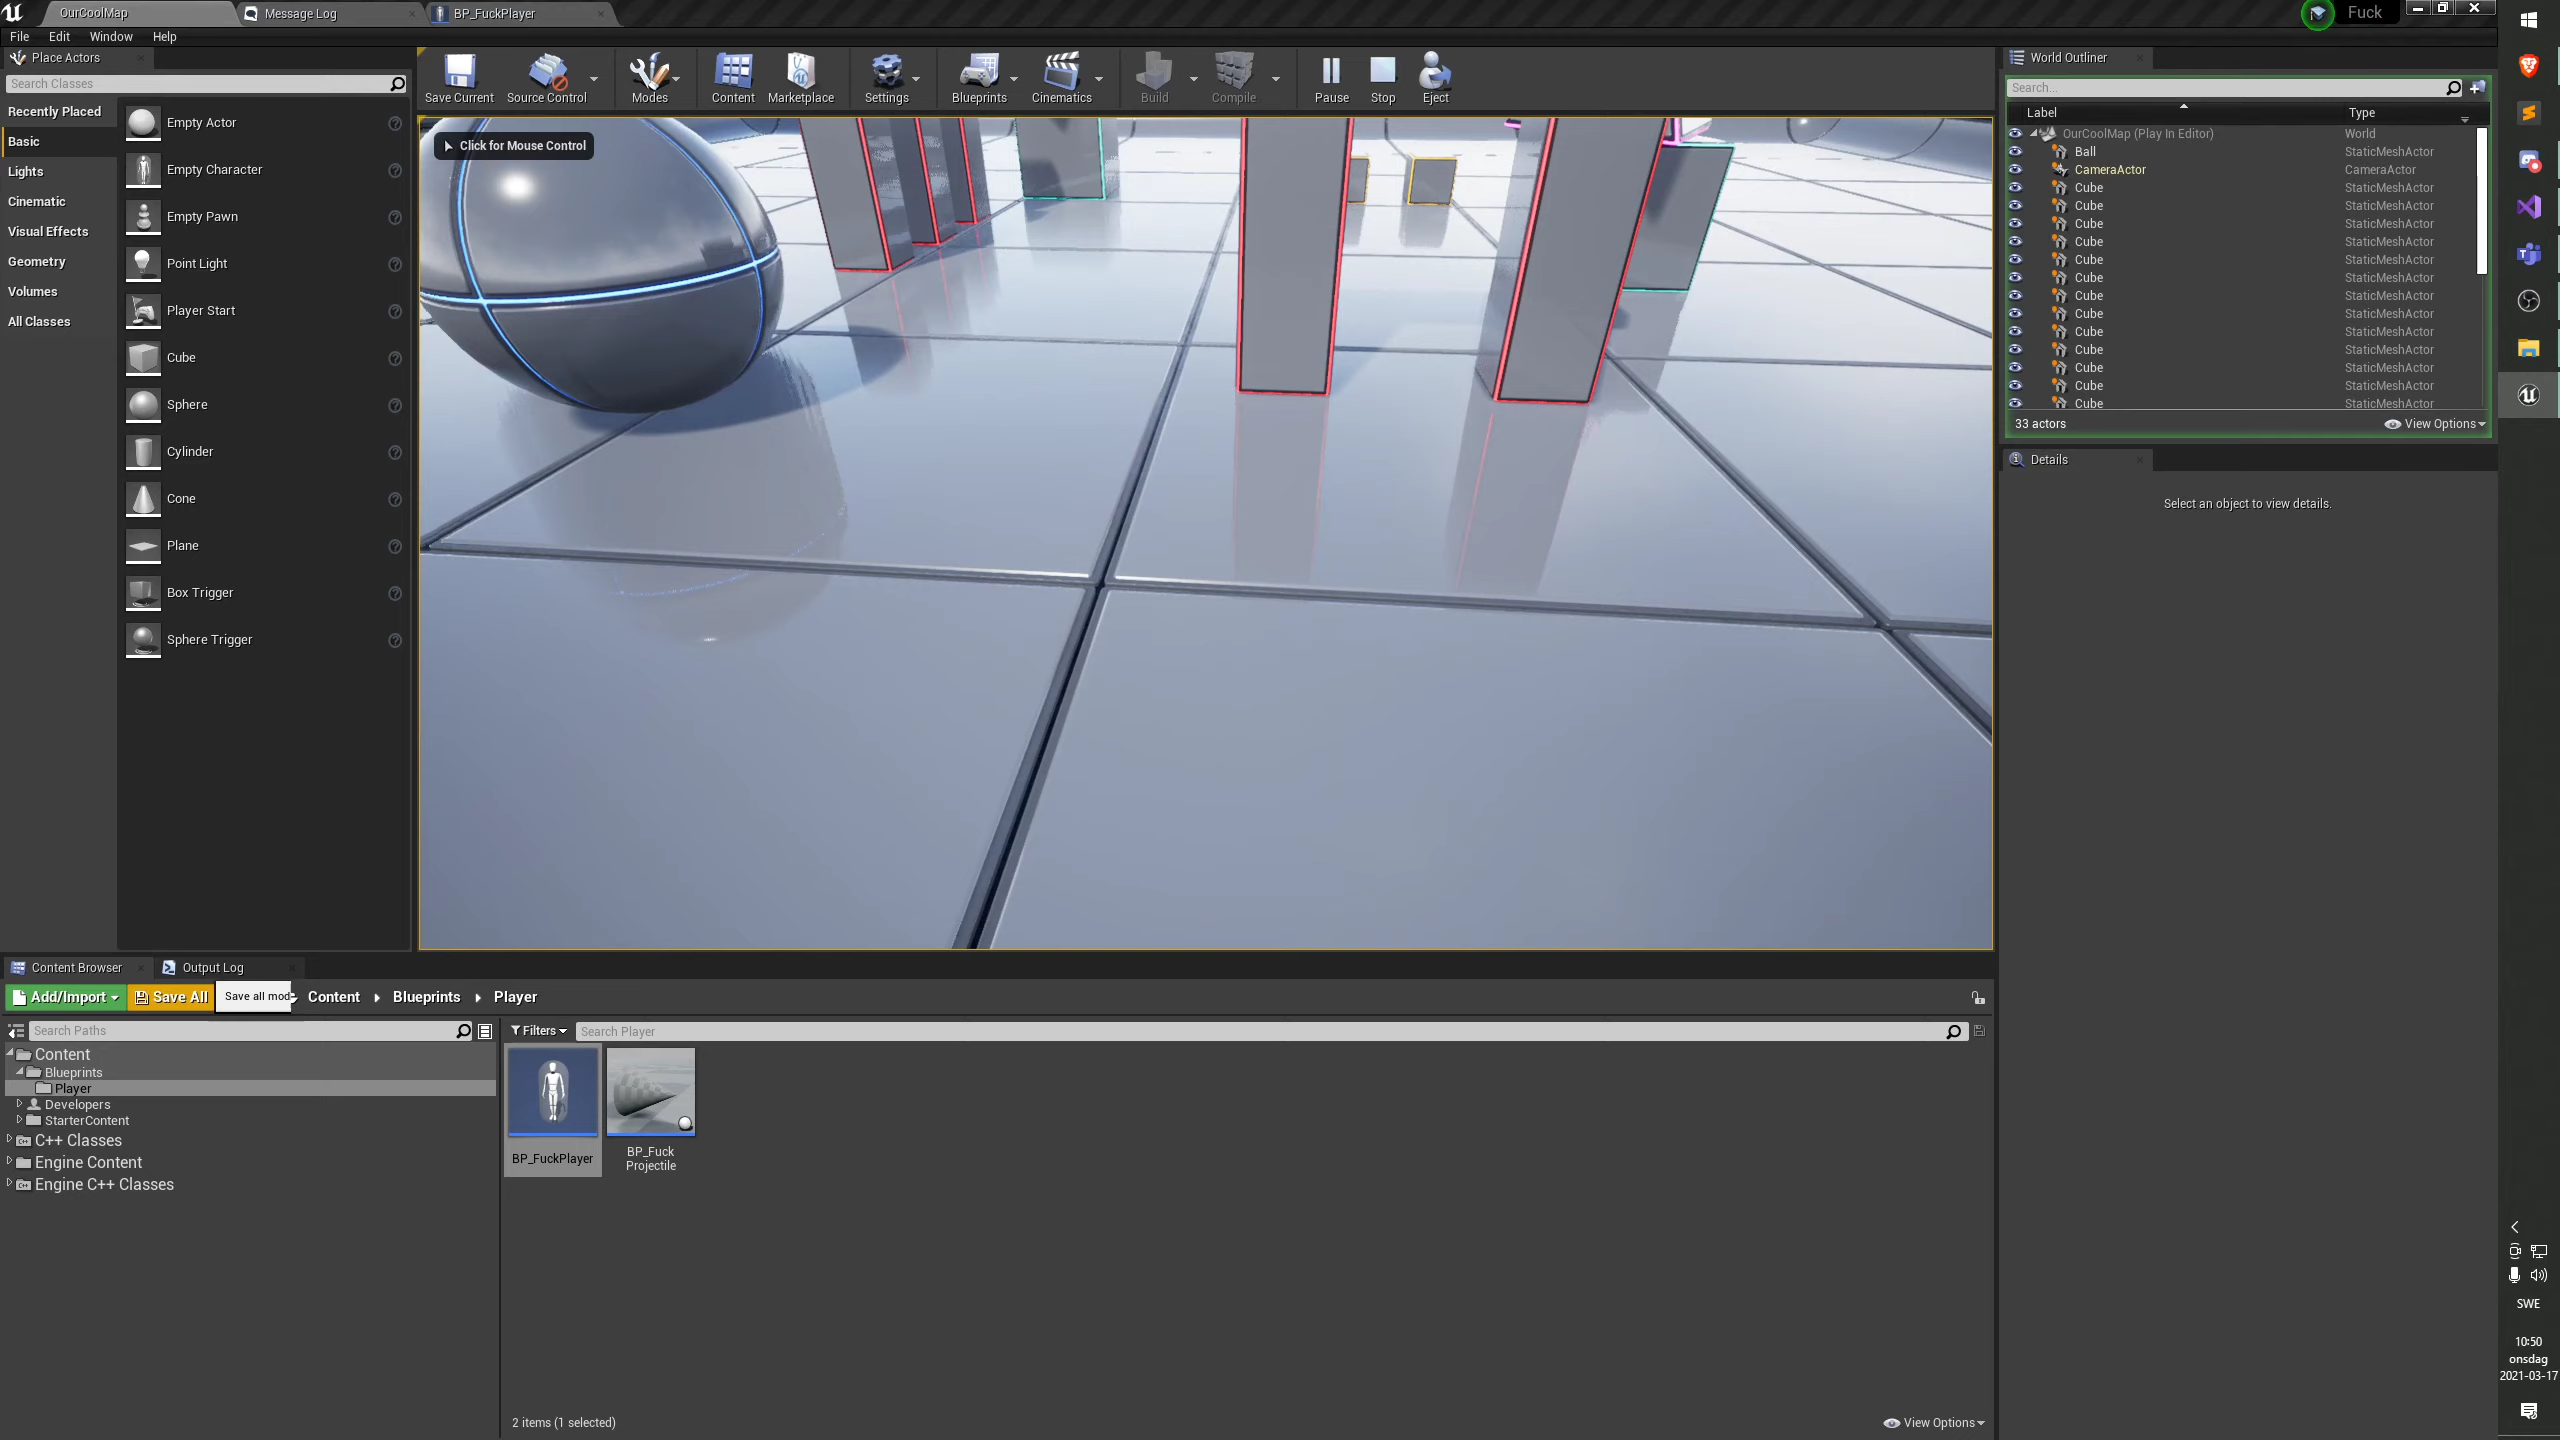 OurCoolMap
Message Log
BP_FuckPlayer
Fuck
File
Edit
Window
Help
Place Actors
Search Classes
Recently Placed
Basic
Lights
Cinematic
Visual Effects
Geometry
Volumes
All Classes
Empty Actor
Empty Character
Empty Pawn
Point Light
Player Start
Cube
Sphere
Cylinder
Cone
Plane
Box Trigger
Sphere Trigger
Save Current
Source Control
Modes
Content
Marketplace
Settings
Blueprints
Cinematics
Build
Compile
Pause
Stop
Eject
Click for Mouse Control
World Outliner
Search...
Label
Type
OurCoolMap (Play In Editor)
World
Ball
StaticMeshActor
CameraActor
CameraActor
Cube
StaticMeshActor
Cube
StaticMeshActor
Cube
StaticMeshActor
Cube
StaticMeshActor
Cube
StaticMeshActor
Cube
StaticMeshActor
Cube
StaticMeshActor
Cube
StaticMeshActor
Cube
StaticMeshActor
Cube
StaticMeshActor
Cube
StaticMeshActor
Cube
StaticMeshActor
Cube
StaticMeshActor
33 actors
View Options
Details
Select an object to view details.
Content Browser
Output Log
Add/Import
Save All
Save all mod
Content
Blueprints
Player
Search Paths
Filters
Search Player
Content
Blueprints
Player
Developers
StarterContent
C++ Classes
Engine Content
Engine C++ Classes
BP_FuckPlayer
BP_Fuck
Projectile
2 items (1 selected)
View Options
SWE
10:50
onsdag
2021-03-17